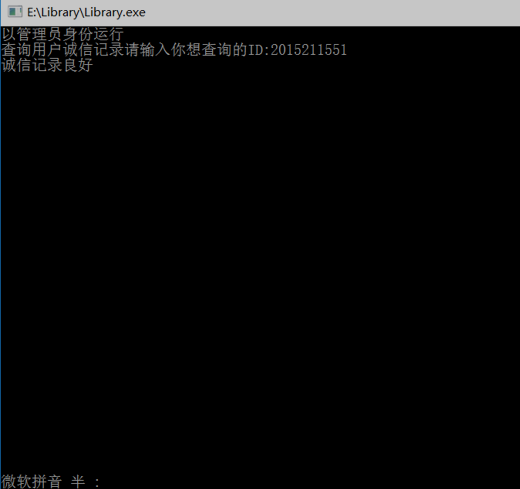 E:\Library\Library.exe
以管理员身份运行
查询用户诚信记录请输入你想查询的ID:2015211551
诚信记录良好
微软拼音 半 :